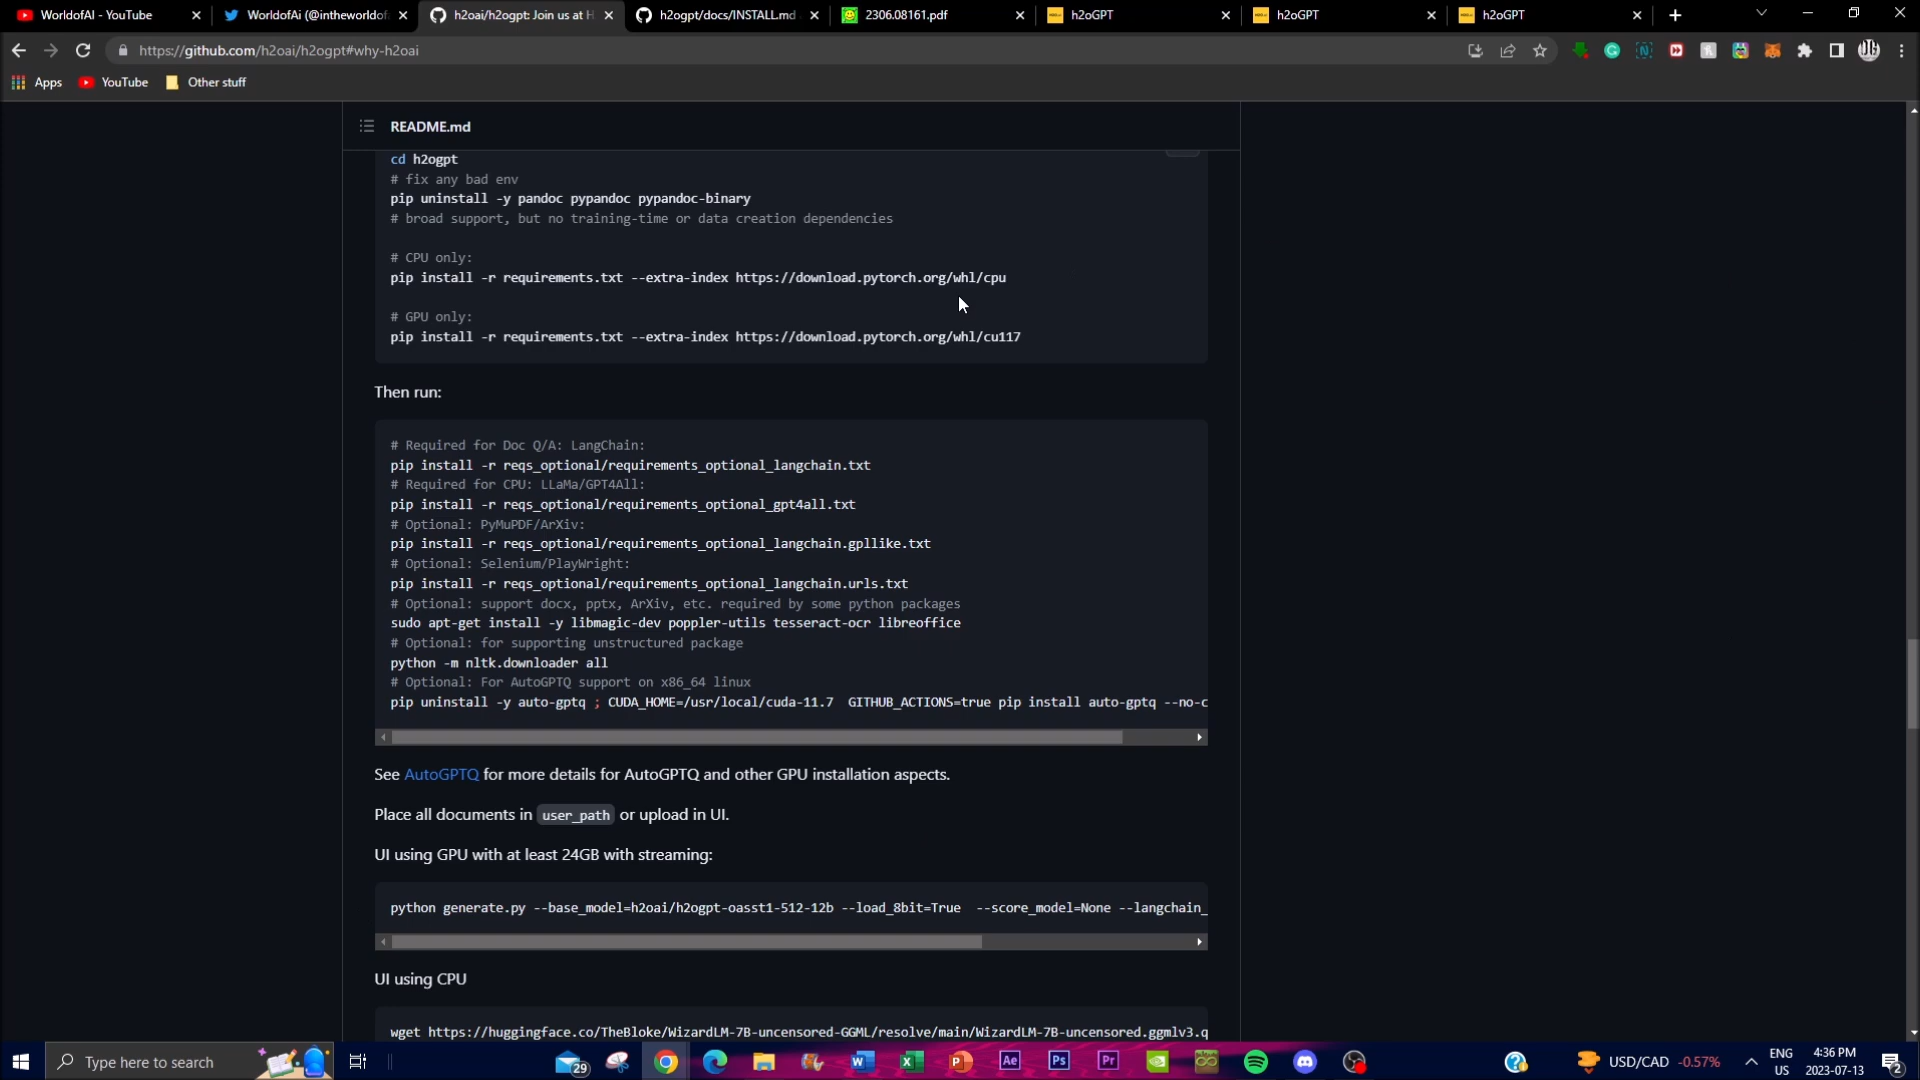 WorldofAI - YouTube
WorldofAi (@intheworldof
h2oai/h2ogpt: Join us at H
h2ogpt/docs/INSTALL.md
2306.08161.pdf
h2oGPT
h2oGPT
h2oGPT
https://github.com/h2oai/h2ogpt#why-h2oai
Apps
YouTube
Other stuff
README.md
cd h2ogpt
# fix any bad env
pip uninstall -y pandoc pypandoc pypandoc-binary
# broad support, but no training-time or data creation dependencies
# CPU only:
pip install -r requirements.txt --extra-index https://download.pytorch.org/whl/cpu
# GPU only:
pip install -r requirements.txt --extra-index https://download.pytorch.org/whl/cu117
Then run:
# Required for Doc Q/A: LangChain:
pip install -r reqs_optional/requirements_optional_langchain.txt
# Required for CPU: LLaMa/GPT4All:
pip install -r reqs_optional/requirements_optional_gpt4all.txt
# Optional: PyMuPDF/ArXiv:
pip install -r reqs_optional/requirements_optional_langchain.gpllike.txt
# Optional: Selenium/PlayWright:
pip install -r reqs_optional/requirements_optional_langchain.urls.txt
# Optional: support docx, pptx, ArXiv, etc. required by some python packages
sudo apt-get install -y libmagic-dev poppler-utils tesseract-ocr libreoffice
# Optional: for supporting unstructured package
python -m nltk.downloader all
# Optional: For AutoGPTQ support on x86_64 linux
pip uninstall -y auto-gptq ; CUDA_HOME=/usr/local/cuda-11.7 GITHUB_ACTIONS=true pip install auto-gptq --no-c
See AutoGPTQ for more details for AutoGPTQ and other GPU installation aspects.
Place all documents in user_path or upload in UI.
UI using GPU with at least 24GB with streaming:
python generate.py --base_model=h2oai/h2ogpt-oasst1-512-12b --load_8bit=True --score_model=None --langchain_
UI using CPU
wget https://huggingface.co/TheBloke/WizardLM-7B-uncensored-GGML/resolve/main/WizardLM-7B-uncensored.ggmlv3.q
Type here to search
29
Ae
Ps
Pr
USD/CAD -0.57%
ENG
US
4:36 PM
2023-07-13
2